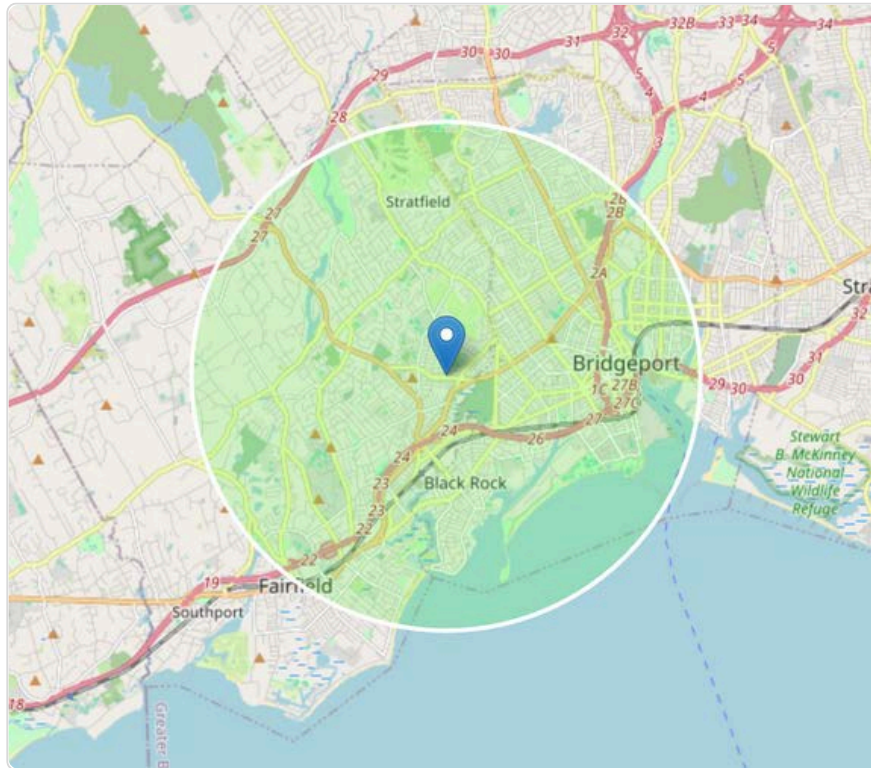 32
32B
33
34
34
31
30
30
5
5
4
4
29
3
28
Stratfield
2B
2B
27
27
2A
Stra
32
31
Bridgeport
27B
29
30
30
1C
27C
24
27
26
24
Stewart
B. McKinney
National
Wildlife
Refuge
23
Black Rock
23
22
19
Fairfield
Southport
18
Greater B